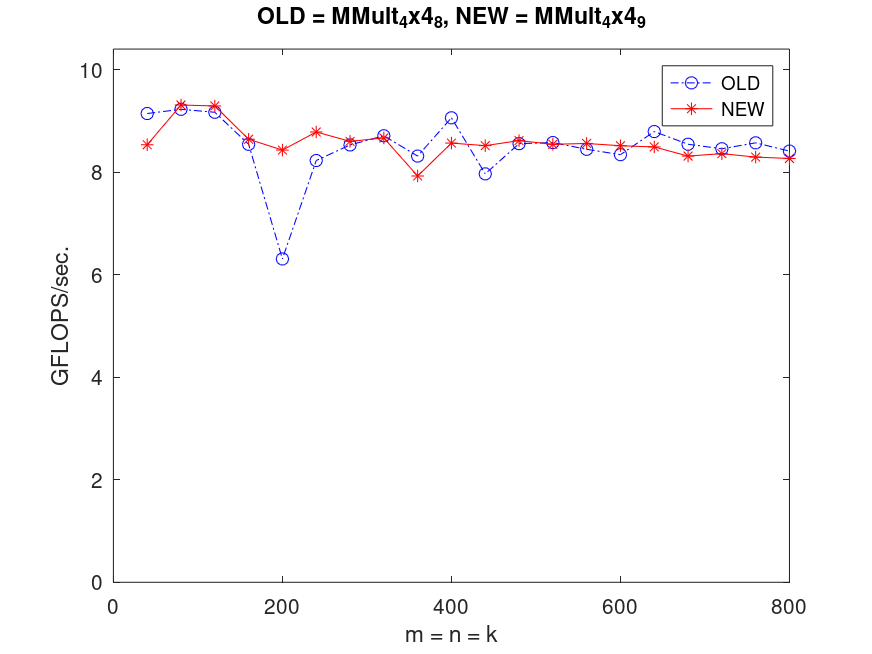 OLD = MMult₄x4₈, NEW = MMult₄x4₉
OLD
NEW
10
8
6
4
2
0
GFLOPS/sec.
0 200 400 600 800
m = n = k